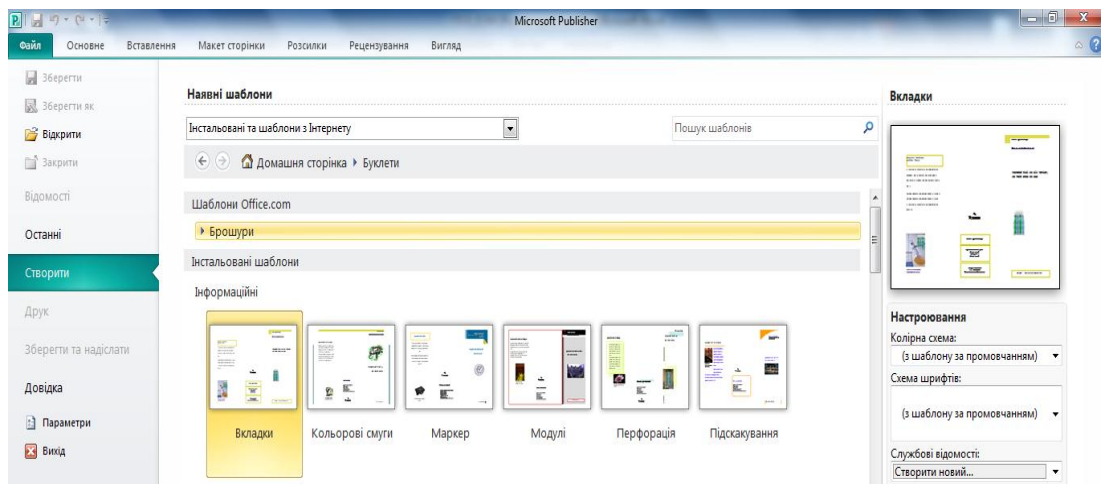 Microsoft Publisher
Файл Основне Вставлення Макет сторінки Розсилки Рецензування Вигляд
Зберегти
Зберегти як
Відкрити
Закрити
Відомості
Останні
Створити
Друк
Зберегти та надіслати
Довідка
Параметри
Вихід
Наявні шаблони
Інстальовані та шаблони з Інтернету
Пошук шаблонів
Домашня сторінка Буклети
Шаблони Office.com
Брошури
Інстальовані шаблони
Інформаційні
Вкладки Кольорові смуги Маркер Модулі Перфорація Підскакування
Вкладки
Настроювання
Колірна схема:
(з шаблону за промовчанням)
Схема шрифтів:
(з шаблону за промовчанням)
Службові відомості:
Створити новий...